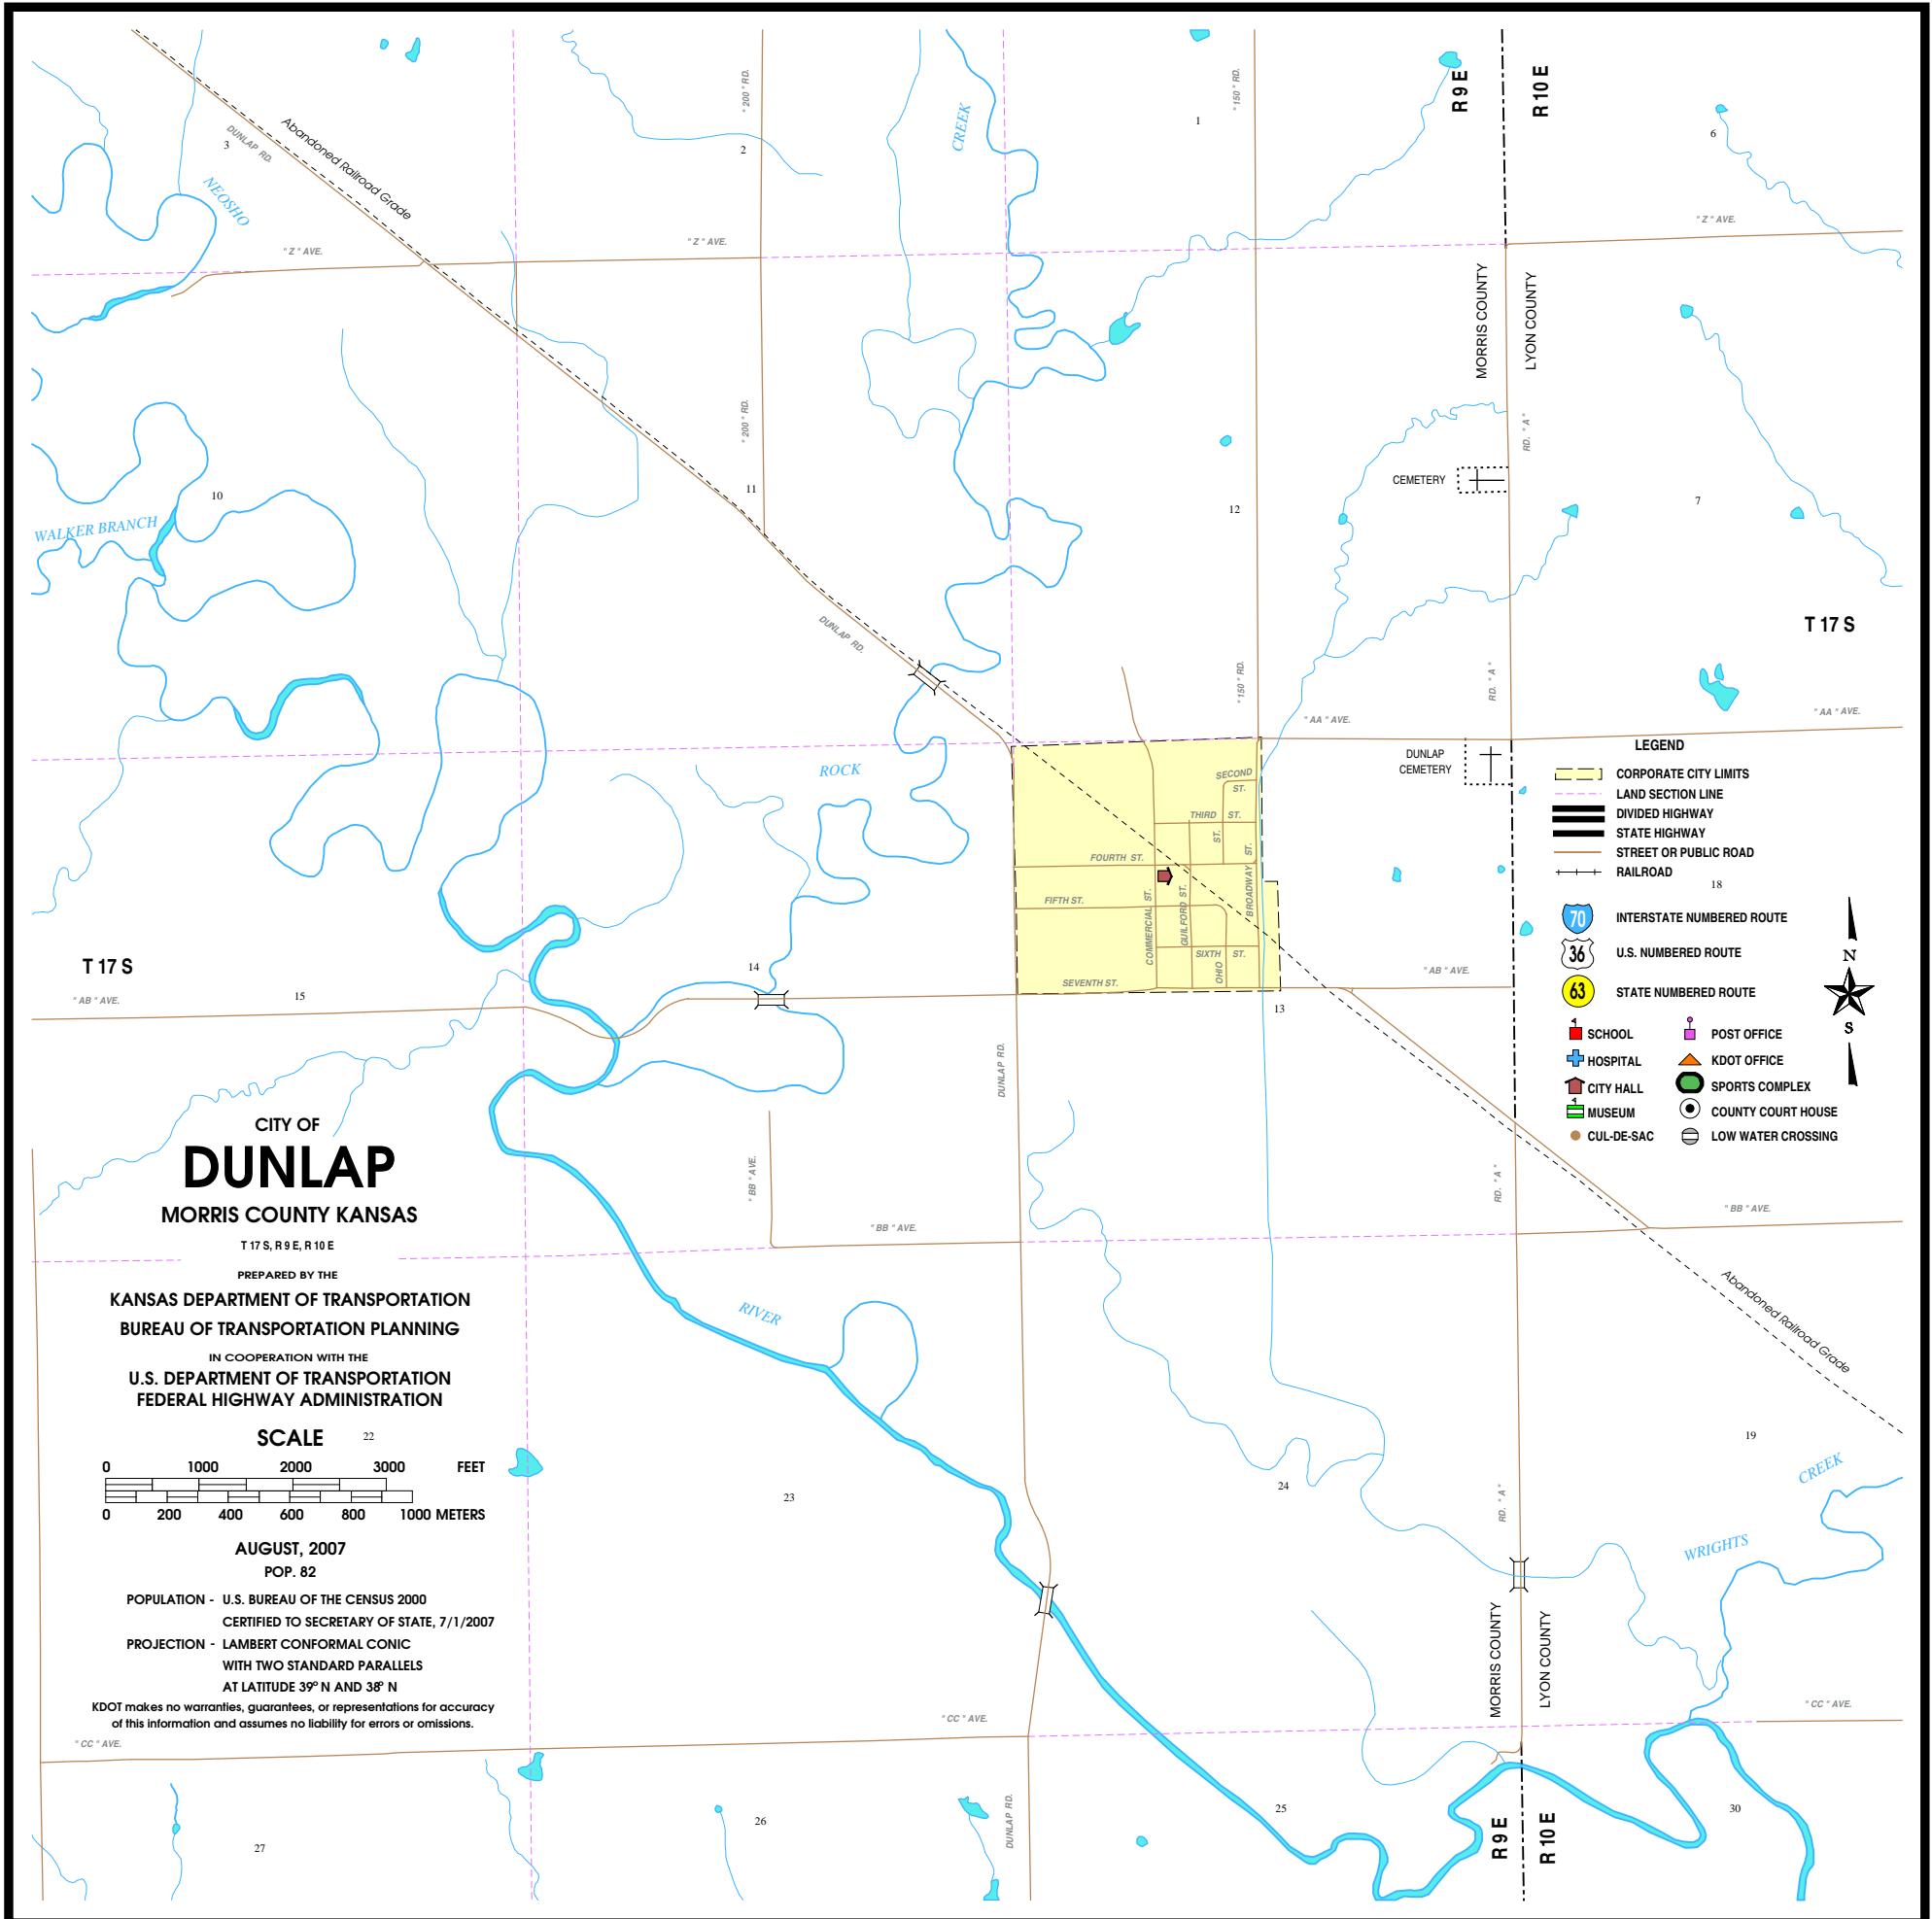 R 9 E
R 10 E
" 200 " RD.
" 150 " RD.
CREEK
1
2
3
6
DUNLAP RD.
Abandoned Railroad Grade
NEOSHO
" Z " AVE.
" Z " AVE.
" Z " AVE.
MORRIS COUNTY
LYON COUNTY
" 200 " RD.
RD. " A "
CEMETERY
10
11
12
7
WALKER BRANCH
DUNLAP RD.
T 17 S
" 150 " RD.
RD. " A "
" AA " AVE.
" AA " AVE.
ROCK
DUNLAP
CEMETERY
SECOND
ST.
THIRD ST.
ST.
ST.
FOURTH ST.
FIFTH ST.
COMMERCIAL ST.
GUILFORD ST.
BROADWAY
SIXTH ST.
OHIO
SEVENTH ST.
LEGEND
CORPORATE CITY LIMITS
LAND SECTION LINE
DIVIDED HIGHWAY
STATE HIGHWAY
STREET OR PUBLIC ROAD
RAILROAD
18
70 INTERSTATE NUMBERED ROUTE
36 U.S. NUMBERED ROUTE
63 STATE NUMBERED ROUTE
N
S
SCHOOL POST OFFICE
HOSPITAL KDOT OFFICE
CITY HALL SPORTS COMPLEX
MUSEUM COUNTY COURT HOUSE
CUL-DE-SAC LOW WATER CROSSING
T 17 S
14
" AB " AVE.
15
" AB " AVE.
13
DUNLAP RD.
CITY OF
DUNLAP
MORRIS COUNTY KANSAS
T 17 S, R 9 E, R 10 E
PREPARED BY THE
KANSAS DEPARTMENT OF TRANSPORTATION
BUREAU OF TRANSPORTATION PLANNING
IN COOPERATION WITH THE
U.S. DEPARTMENT OF TRANSPORTATION
FEDERAL HIGHWAY ADMINISTRATION
SCALE
22
0 1000 2000 3000 FEET
0 200 400 600 800 1000 METERS
AUGUST, 2007
POP. 82
POPULATION - U.S. BUREAU OF THE CENSUS 2000
CERTIFIED TO SECRETARY OF STATE, 7/1/2007
PROJECTION - LAMBERT CONFORMAL CONIC
WITH TWO STANDARD PARALLELS
AT LATITUDE 39° N AND 38° N
KDOT makes no warranties, guarantees, or representations for accuracy
of this information and assumes no liability for errors or omissions.
" BB " AVE.
" BB " AVE.
RD. " A "
" BB " AVE.
RIVER
Abandoned Railroad Grade
19
23
24
RD. " A "
CREEK
WRIGHTS
MORRIS COUNTY
LYON COUNTY
" CC " AVE.
" CC " AVE.
" CC " AVE.
DUNLAP RD.
27
26
25
30
R 9 E
R 10 E